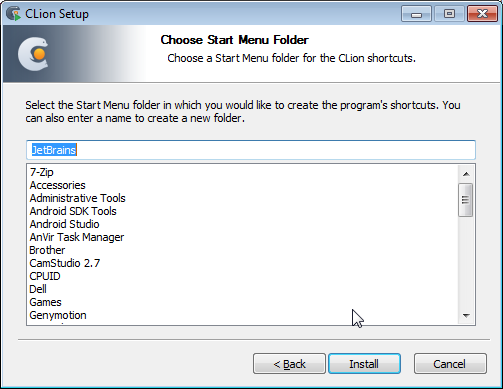 CLion Setup
Choose Start Menu Folder
Choose a Start Menu folder for the CLion shortcuts.
Select the Start Menu folder in which you would like to create the program's shortcuts. You
can also enter a name to create a new folder.
JetBrains
7-Zip
Accessories
Administrative Tools
Android SDK Tools
Android Studio
AnVir Task Manager
Brother
CamStudio 2.7
CPUID
Dell
Games
Genymotion
< Back
Install
Cancel